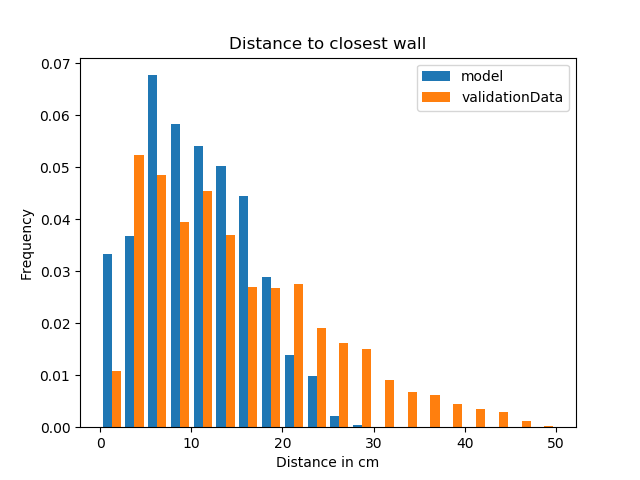 Distance to closest wall
model
validationData
Frequency
0.07
0.06
0.05
0.04
0.03
0.02
0.01
0.00
0 10 20 30 40 50
Distance in cm